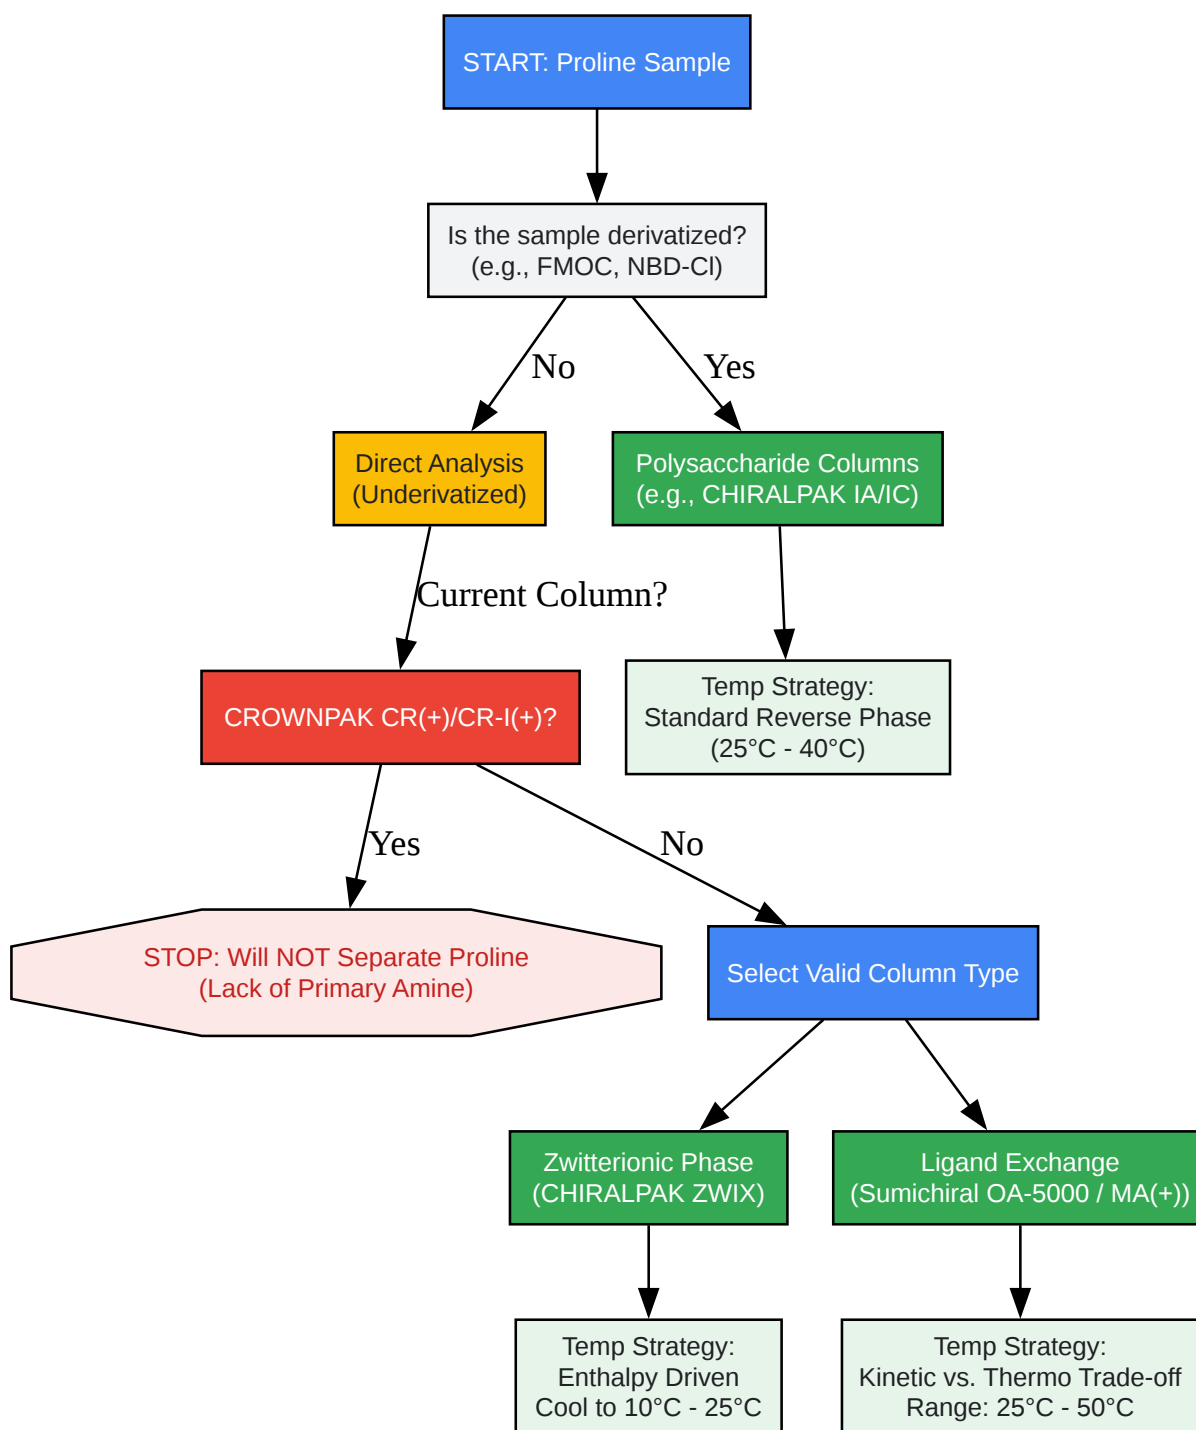 START: Proline Sample
Is the sample derivatized?
(e.g., FMOC, NBD-Cl)
No
Yes
Direct Analysis
(Underivatized)
Polysaccharide Columns
(e.g., CHIRALPAK IA/IC)
Current Column?
CROWNPAK CR(+)/CR-I(+)?
Temp Strategy:
Standard Reverse Phase
(25°C - 40°C)
Yes
No
STOP: Will NOT Separate Proline
(Lack of Primary Amine)
Select Valid Column Type
Zwitterionic Phase
(CHIRALPAK ZWIX)
Ligand Exchange
(Sumichiral OA-5000 / MA(+))
Temp Strategy:
Enthalpy Driven
Cool to 10°C - 25°C
Temp Strategy:
Kinetic vs. Thermo Trade-off
Range: 25°C - 50°C